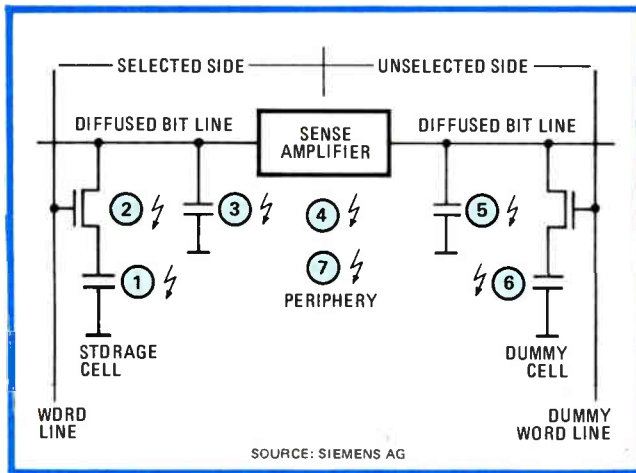 SELECTED SIDE
UNSELECTED SIDE
DIFFUSED BIT LINE
SENSE
AMPLIFIER
DIFFUSED BIT LINE
2
3
4
5
1
7
6
PERIPHERY
STORAGE
CELL
DUMMY
CELL
WORD
LINE
DUMMY
WORD LINE
SOURCE: SIEMENS AG